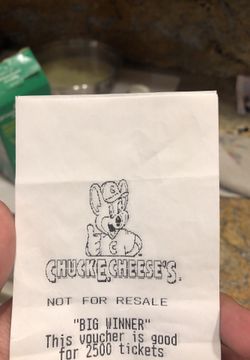 CHUCK E. CHEESE'S.
NOT FOR RESALE
"BIG WINNER"
This voucher is good
for 2500 tickets